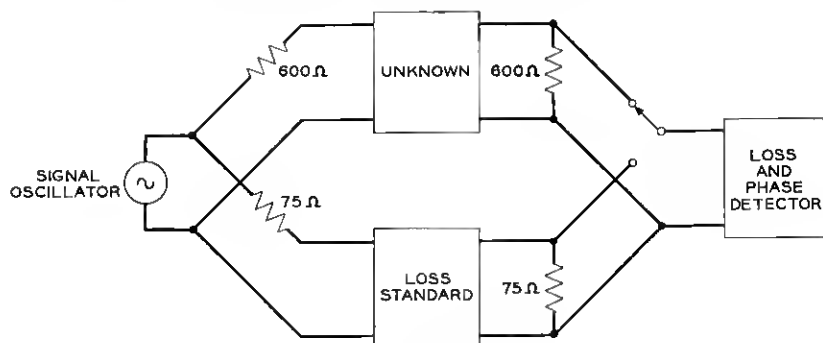 600Ω
UNKNOWN
600Ω
SIGNAL
OSCILLATOR
75Ω
LOSS
STANDARD
75Ω
LOSS
AND
PHASE
DETECTOR